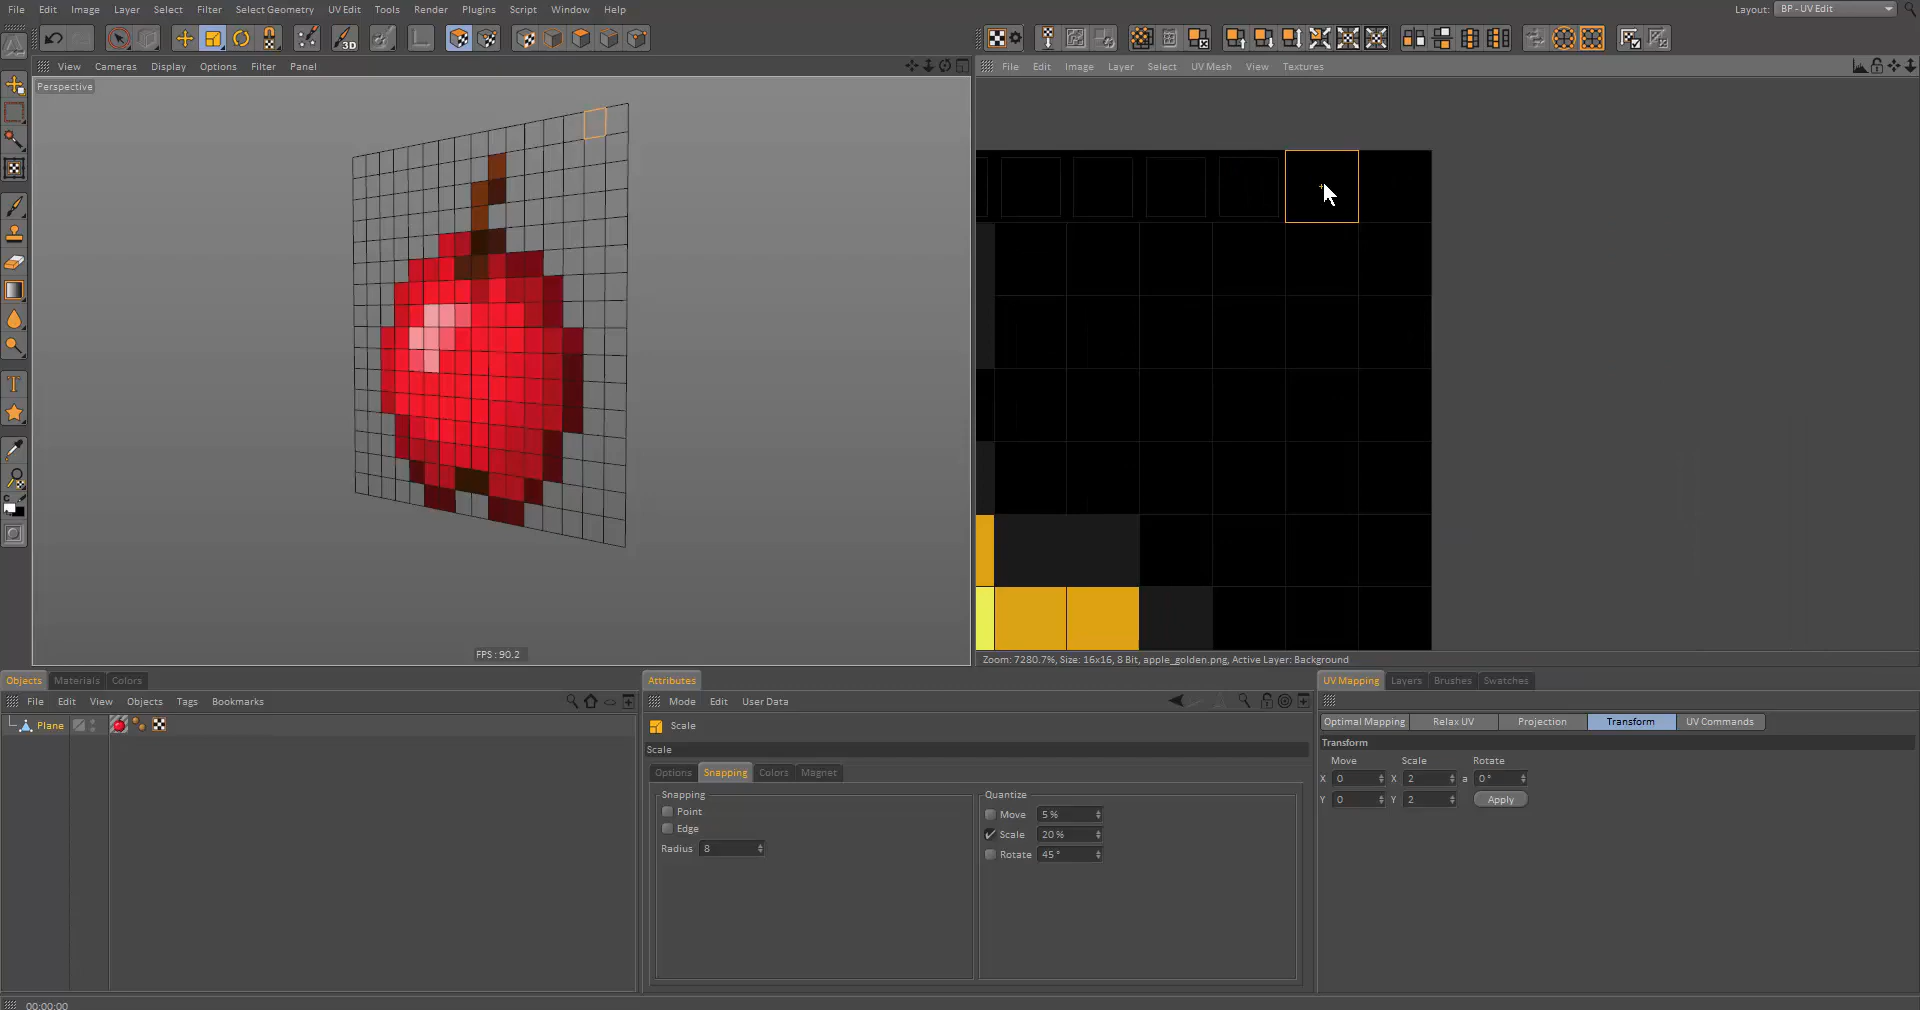 File Edit Image Layer Select Filter Select Geometry UV Edit Tools Render Plugins Script Window Help Layout: BP - UV Edit
View Cameras Display Options Filter Panel
File Edit Image Layer Select UV Mesh View Textures
Perspective
3D
T
C
FPS : 90.2
Zoom: 7280.7%, Size: 16x16, 8 Bit, apple_golden.png, Active Layer: Background
Objects Materials Colors
File Edit View Objects Tags Bookmarks
Plane
Attributes
Mode Edit User Data
Scale
Scale
Options Snapping Colors Magnet
Snapping
Point
Edge
Radius 8
Quantize
Move 5 %
Scale 20 %
Rotate 45 °
UV Mapping Layers Brushes Swatches
Optimal Mapping Relax UV Projection Transform UV Commands
Transform
Move Scale Rotate
X 0 X 2 a 0 °
Y 0 Y 2 Apply
00:00:00